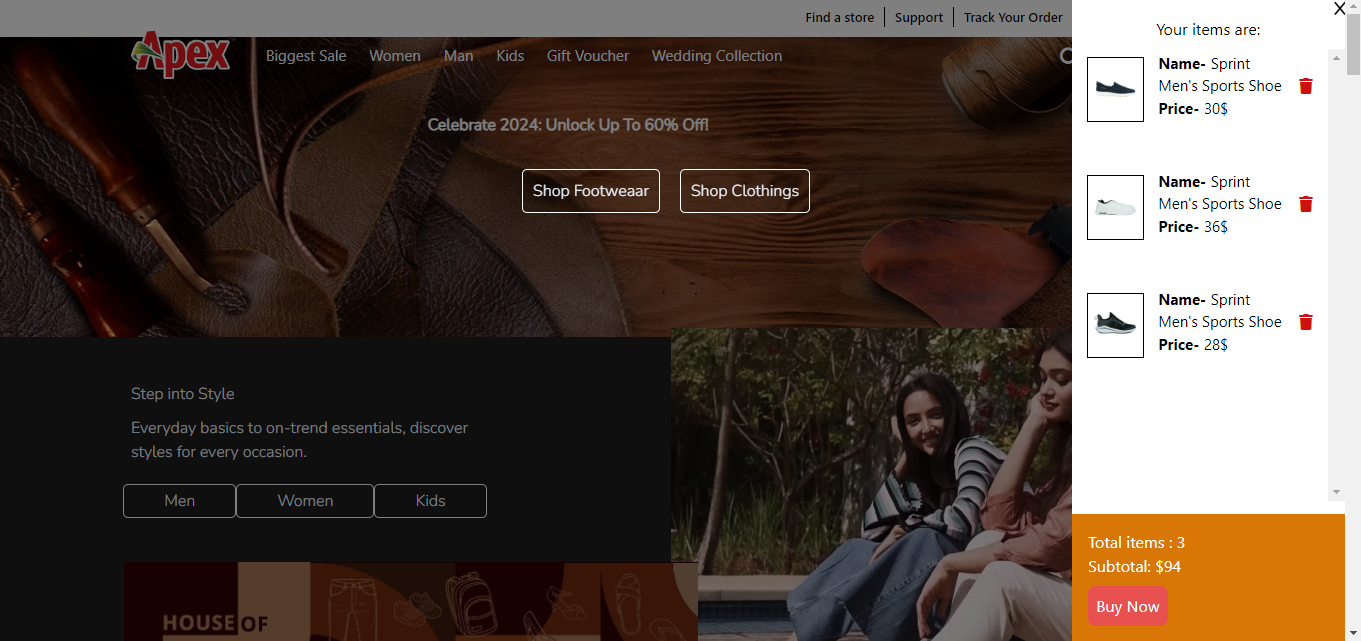 Find a store
Support
Track Your Order
X
Apex
Biggest Sale
Women
Man
Kids
Gift Voucher
Wedding Collection
Celebrate 2024: Unlock Up To 60% Off!
Shop Footweaar
Shop Clothings
Step into Style
Everyday basics to on-trend essentials, discover
styles for every occasion.
Men
Women
Kids
HOUSE OF
Your items are:
Name- Sprint
Men's Sports Shoe
Price- 30$
Name- Sprint
Men's Sports Shoe
Price- 36$
Name- Sprint
Men's Sports Shoe
Price- 28$
Total items : 3
Subtotal: $94
Buy Now